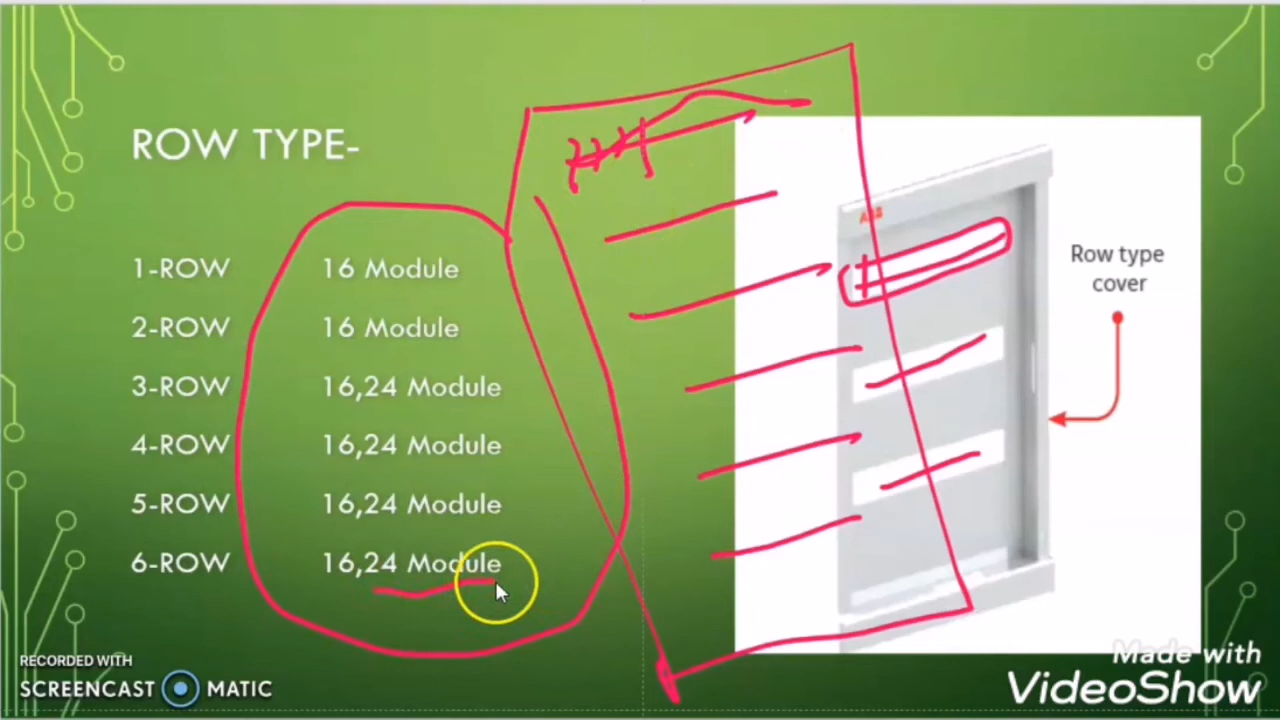 ROW TYPE-
1-ROW 16 Module
2-ROW 16 Module
3-ROW 16,24 Module
4-ROW 16,24 Module
5-ROW 16,24 Module
6-ROW 16,24 Module
ABB
Row type
cover
RECORDED WITH
SCREENCAST MATIC
Made with
VideoShow